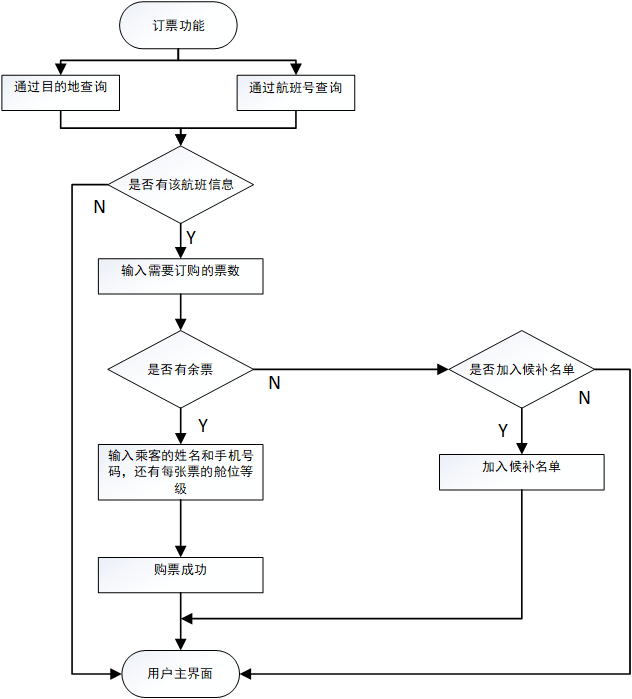 订票功能
通过目的地查询
通过航班号查询
是否有该航班信息
N
Y
输入需要订购的票数
是否有余票
N
是否加入候补名单
N
Y
Y
输入乘客的姓名和手机号
码，还有每张票的舱位等
级
加入候补名单
购票成功
用户主界面